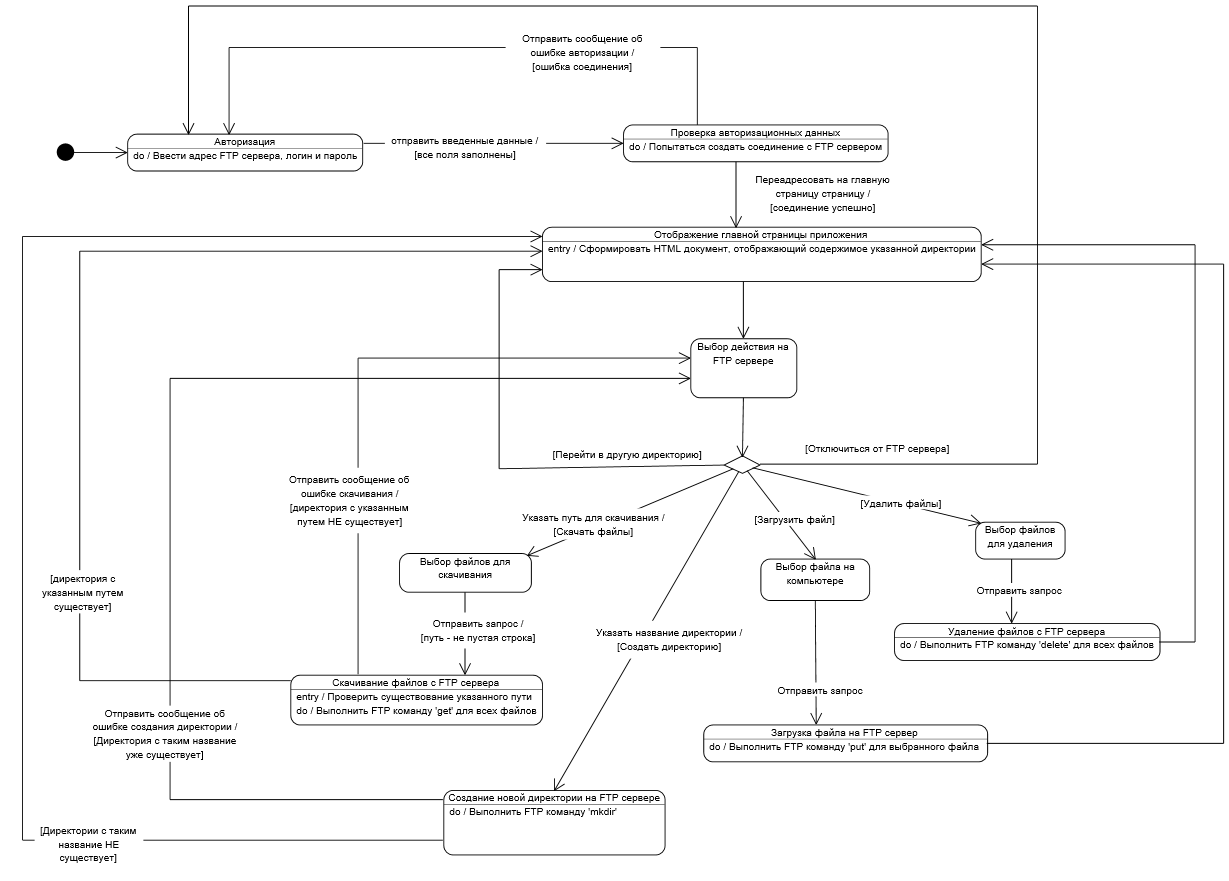 Отправить сообщение об
ошибке авторизации /
[ошибка соединения]
Авторизация
do / Ввести адрес FTP сервера, логин и пароль
отправить введенные данные /
[все поля заполнены]
Проверка авторизационных данных
do / Попытаться создать соединение с FTP сервером
Переадресовать на главную
страницу страницу /
[соединение успешно]
Отображение главной страницы приложения
entry / Сформировать HTML документ, отображающий содержимое указанной директории
Выбор действия на
FTP сервере
[Перейти в другую директорию]
[Отключиться от FTP сервера]
Отправить сообщение об
ошибке скачивания /
[директория с указанным
путем НЕ существует]
Указать путь для скачивания /
[Скачать файлы]
[Загрузить файл]
[Удалить файлы]
Выбор файлов для
скачивания
Выбор файла на
компьютере
Выбор файлов
для удаления
[директория с
указанным путем
существует]
Отправить запрос /
[путь - не пустая строка]
Указать название директории /
[Создать директорию]
Отправить запрос
Удаление файлов с FTP сервера
do / Выполнить FTP команду 'delete' для всех файлов
Скачивание файлов с FTP сервера
entry / Проверить существование указанного пути
do / Выполнить FTP команду 'get' для всех файлов
Отправить запрос
Отправить сообщение об
ошибке создания директории /
[Директория с таким название
уже существует]
Загрузка файла на FTP сервер
do / Выполнить FTP команду 'put' для выбранного файла
Создание новой директории на FTP сервере
do / Выполнить FTP команду 'mkdir'
[Директории с таким
название НЕ
существует]